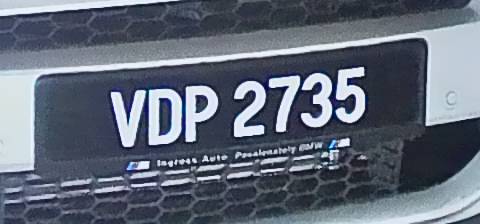 VDP 2735
Ingress Auto Passionately BMW